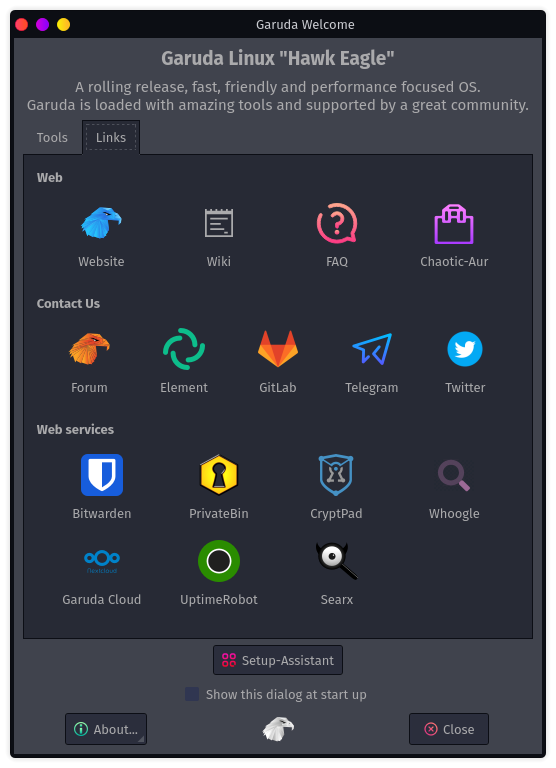 Garuda Welcome
Garuda Linux "Hawk Eagle"
A rolling release, fast, friendly and performance focused OS.
Garuda is loaded with amazing tools and supported by a great community.
Tools Links
Web
Website Wiki FAQ Chaotic-Aur
Contact Us
Forum Element GitLab Telegram Twitter
Web services
Bitwarden PrivateBin CryptPad Whoogle
Nextcloud
Garuda Cloud UptimeRobot Searx
Setup-Assistant
Show this dialog at start up
About... Close